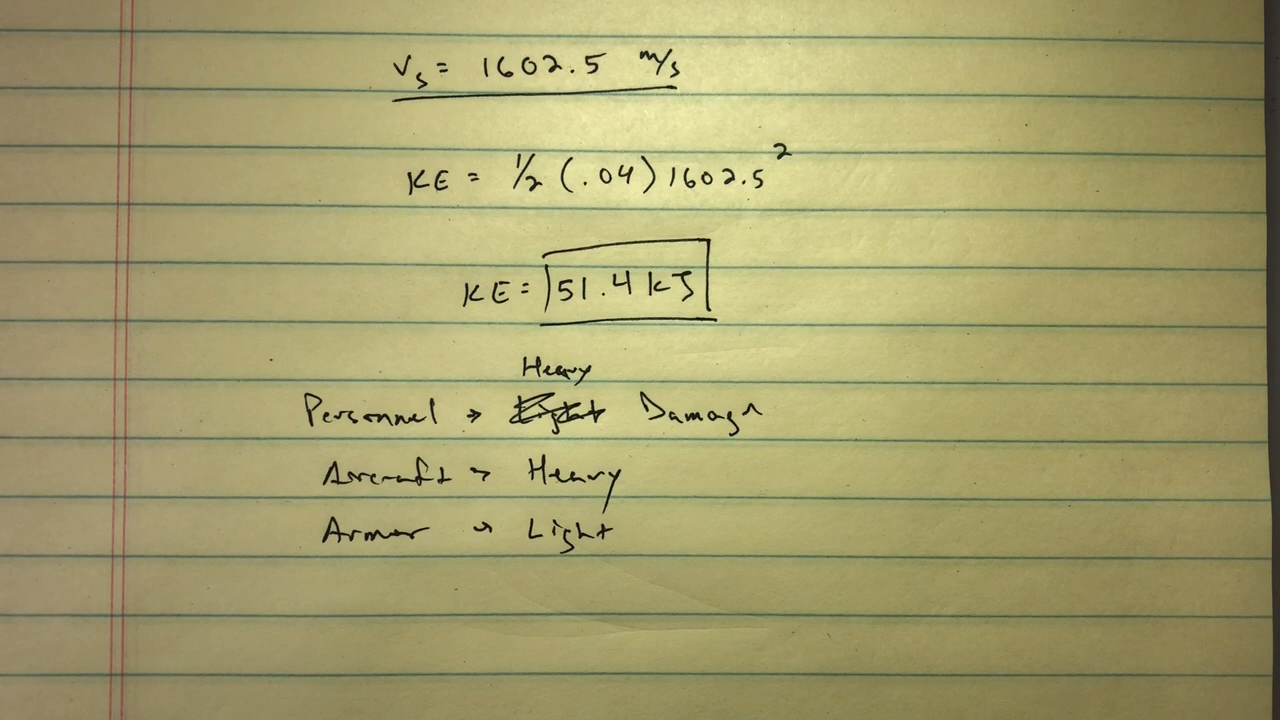 Vs = 1602.5 m/s
KE = 1/2 (.04) 1602.5²
KE = 51.4 kJ
Heavy
Personnel → Light Damage
Aircraft → Heavy
Armor → Light